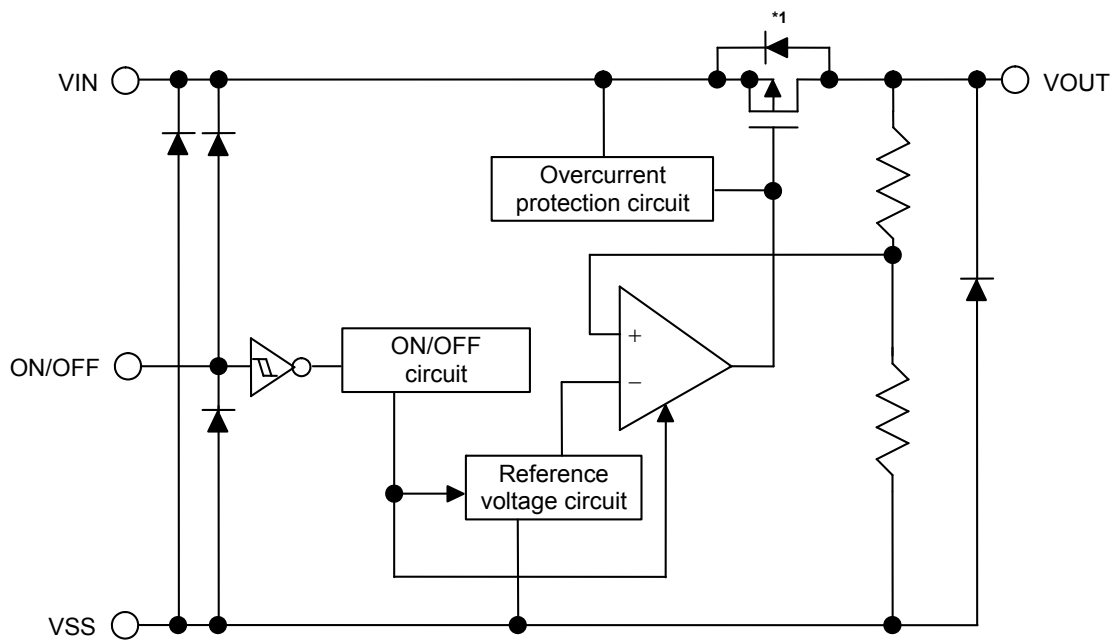 *1
VIN
VOUT
Overcurrent
protection circuit
+
−
ON/OFF
ON/OFF
circuit
Reference
voltage circuit
VSS